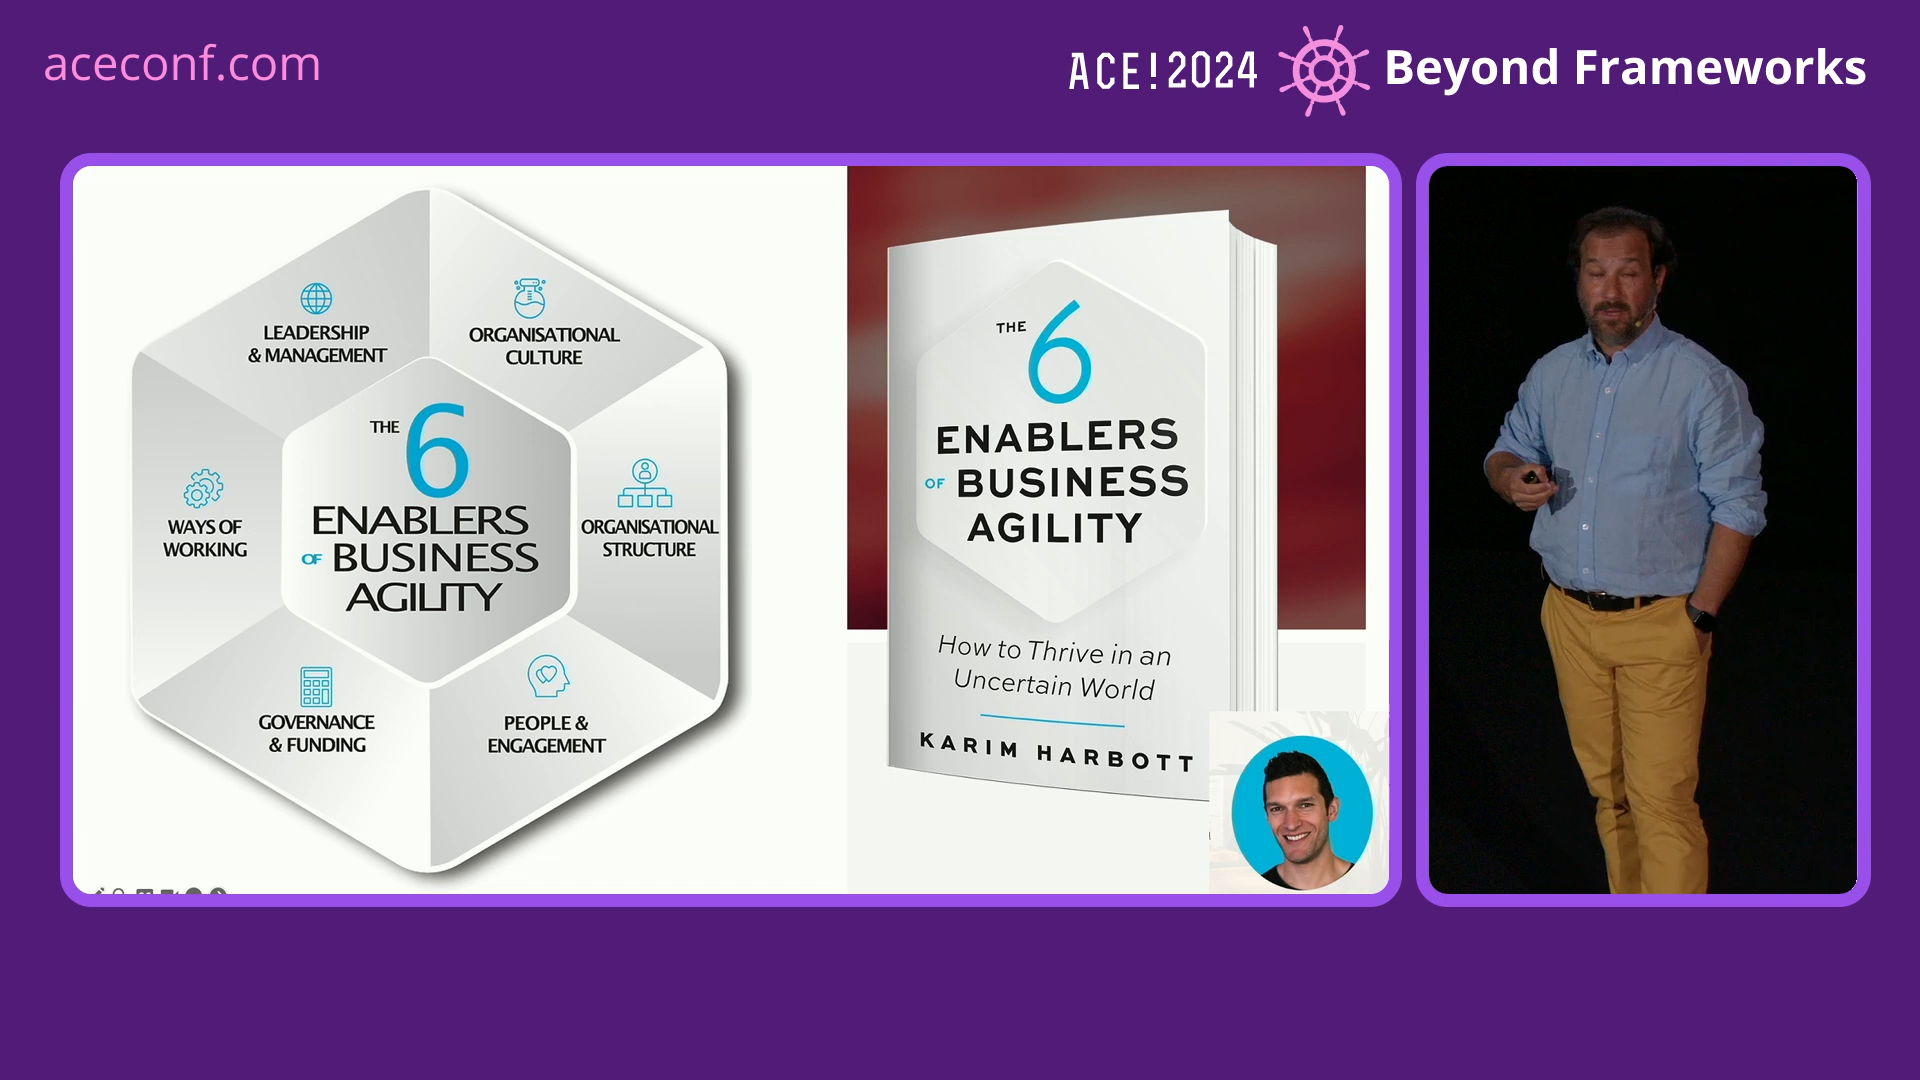 aceconf.com
ACE!2024 Beyond Frameworks
LEADERSHIP
& MANAGEMENT
ORGANISATIONAL
CULTURE
WAYS OF
WORKING
THE 6
ENABLERS
OF BUSINESS
AGILITY
ORGANISATIONAL
STRUCTURE
GOVERNANCE
& FUNDING
PEOPLE &
ENGAGEMENT
THE 6
ENABLERS
OF BUSINESS
AGILITY
How to Thrive in an
Uncertain World
KARIM HARBOTT